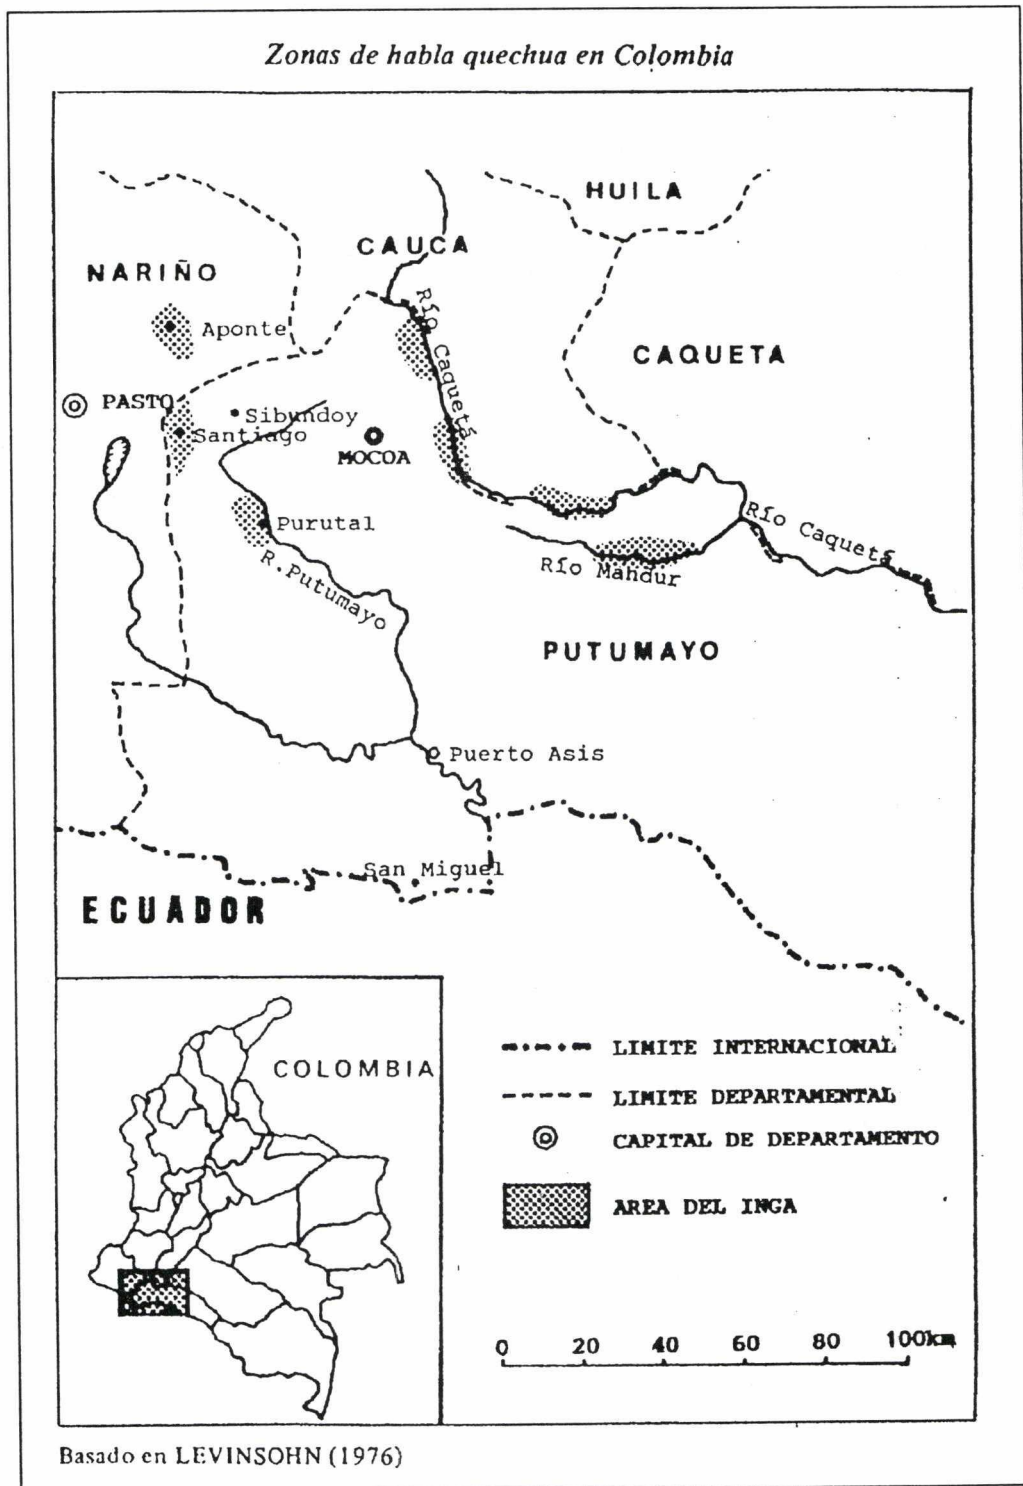 Zonas de habla quechua en Colombia
HUILA
CAUCA
NARIÑO
Río Caquetá
Aponte
CAQUETA
PASTO
Sibundoy
Santiago
MOCOA
Purutal
Río Caquetá
Río Mandur
R. Putumayo
PUTUMAYO
Puerto Asis
San Miguel
ECUADOR
COLOMBIA
LIMITE INTERNACIONAL
LIMITE DEPARTAMENTAL
CAPITAL DE DEPARTAMENTO
AREA DEL INGA
0 20 40 60 80 100km
Basado en LEVINSOHN (1976)